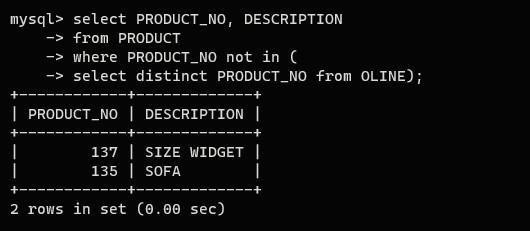 mysql> select PRODUCT_NO, DESCRIPTION
    -> from PRODUCT
    -> where PRODUCT_NO not in (
    -> select distinct PRODUCT_NO from OLINE);
+------------+-------------+
| PRODUCT_NO | DESCRIPTION |
+------------+-------------+
|        137 | SIZE WIDGET |
|        135 | SOFA        |
+------------+-------------+
2 rows in set (0.00 sec)